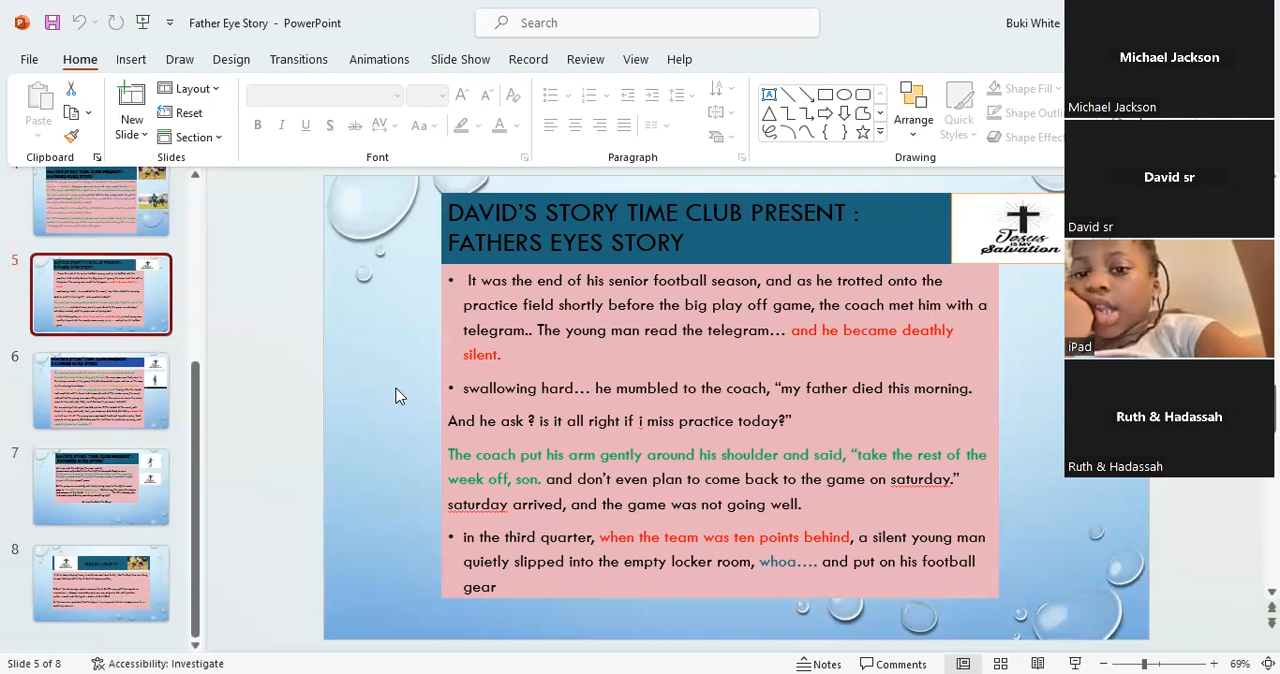 Father Eye Story - PowerPoint
Search
Buki White
File Home Insert Draw Design Transitions Animations Slide Show Record Review View Help
Paste
New
Slide
Layout
Reset
Section
B I U S ab AV Aa A
Arrange
Quick
Styles
Shape Fill
Shape Outli
Shape Effect
Clipboard Slides Font Paragraph Drawing
Michael Jackson
Michael Jackson
David sr
David sr
iPad
Ruth & Hadassah
Ruth & Hadassah
5
6
7
8
DAVID'S STORY TIME CLUB PRESENT :
FATHERS EYES STORY
Jesus
Salvation
• It was the end of his senior football season, and as he trotted onto the
practice field shortly before the big play off game, the coach met him with a
telegram.. The young man read the telegram… and he became deathly
silent.
• swallowing hard… he mumbled to the coach, “my father died this morning.
And he ask ? is it all right if i miss practice today?”
The coach put his arm gently around his shoulder and said, “take the rest of the
week off, son. and don’t even plan to come back to the game on saturday.”
saturday arrived, and the game was not going well.
• in the third quarter, when the team was ten points behind, a silent young man
quietly slipped into the empty locker room, whoa…. and put on his football
gear
Slide 5 of 8 Accessibility: Investigate Notes Comments 69%